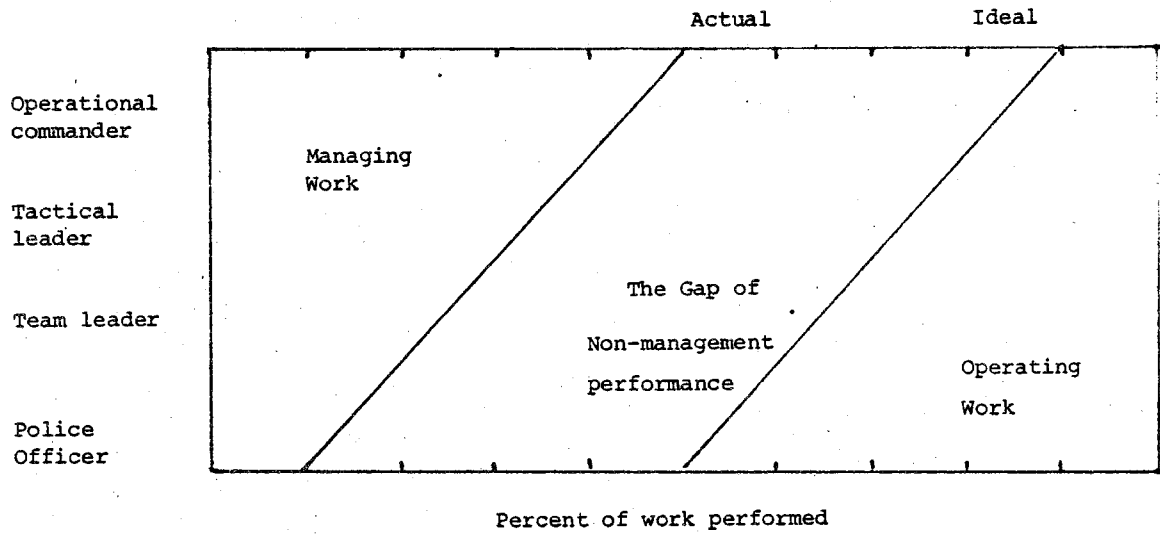 Actual Ideal
Operational
commander
Managing
Work
Tactical
leader
The Gap of
Team leader
Non-management
performance
Operating
Work
Police
Officer
Percent of work performed